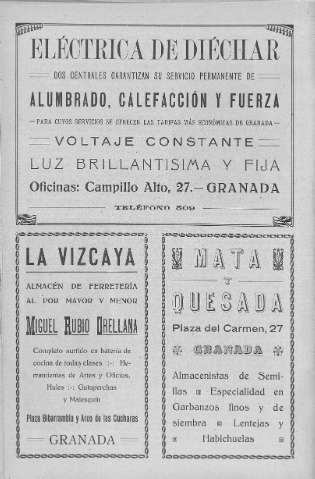 ELÉCTRICA DE DIÉCHAR
DOS CENTRALES GARANTIZAN SU SERVICIO PERMANENTE DE
ALUMBRADO, CALEFACCIÓN Y FUERZA
PARA CUYOS SERVICIOS SE OFRECEN LAS TARIFAS MÁS ECONÓMICAS DE GRANADA
VOLTAJE CONSTANTE
LUZ BRILLANTISIMA Y FIJA
Oficinas: Campillo Alto, 27.—GRANADA
TELÉFONO 509
LA VIZCAYA
ALMACÉN DE FERRETERÍA
AL POR MAYOR Y MENOR
MIGUEL RUBIO ORELLANA
Completo surtido en batería de
cocina de todas clases :-: He-
rramientas de Artes y Oficios,
Hules :-: Gutaperchas
y Metesquin
Plaza Bibarrambla y Arco de las Cucharas
GRANADA
MATA
Y
QUESADA
Plaza del Carmen, 27
GRANADA
Almacenistas de Semi-
llas Especialidad en
Garbanzos finos y de
siembra Lentejas y
Habichuelas